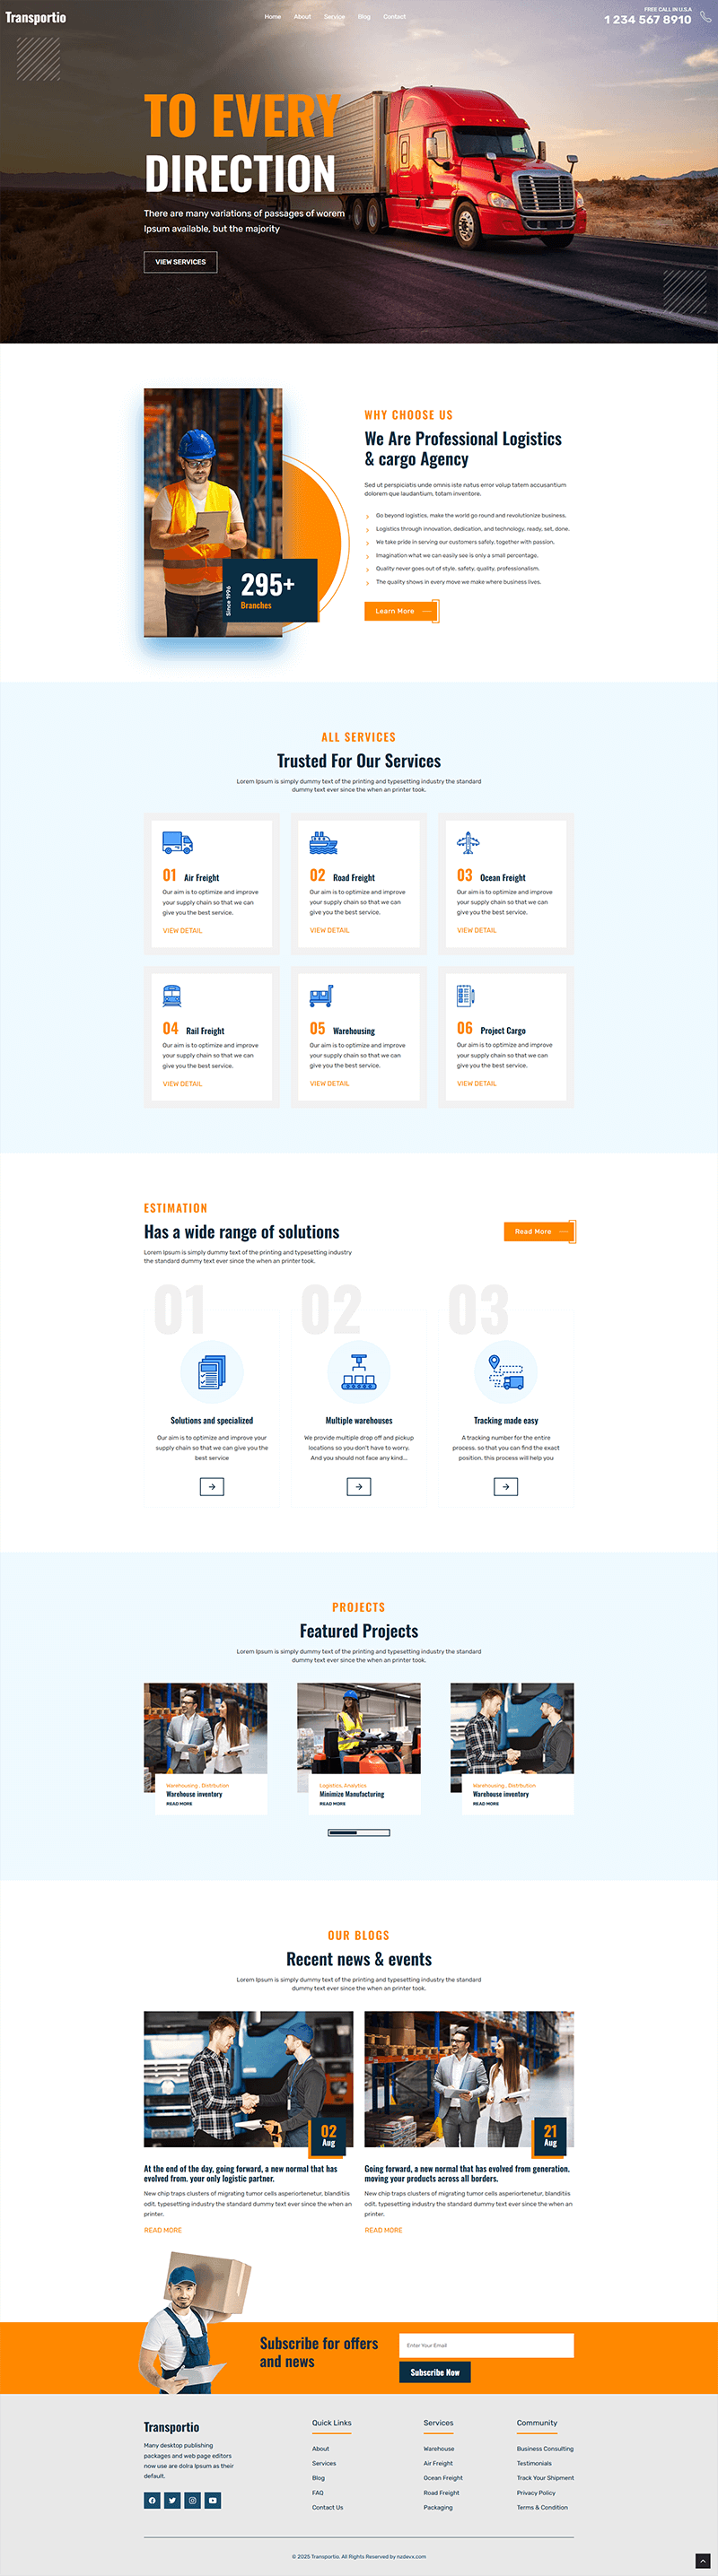 Transportio
Home About Service Blog Contact
FREE CALL IN U.S.A
1 234 567 8910
TO EVERY
DIRECTION
There are many variations of passages of worem
Ipsum available, but the majority
VIEW SERVICES
WHY CHOOSE US
We Are Professional Logistics
& cargo Agency
Sed ut perspiciatis unde omnis iste natus error volup tatem accusantium
dolorem que laudantium, totam inventore.
Go beyond logistics, make the world go round and revolutionize business.
Logistics through innovation, dedication, and technology. ready, set, done.
We take pride in serving our customers safely. together with passion.
Imagination what we can easily see is only a small percentage.
Quality never goes out of style. safety, quality, professionalism.
The quality shows in every move we make where business lives.
Since 1996
295+
Branches
Learn More
ALL SERVICES
Trusted For Our Services
Lorem Ipsum is simply dummy text of the printing and typesetting industry the standard
dummy text ever since the when an printer took.
01 Air Freight
Our aim is to optimize and improve
your supply chain so that we can
give you the best service.
VIEW DETAIL
02 Road Freight
Our aim is to optimize and improve
your supply chain so that we can
give you the best service.
VIEW DETAIL
03 Ocean Freight
Our aim is to optimize and improve
your supply chain so that we can
give you the best service.
VIEW DETAIL
04 Rail Freight
Our aim is to optimize and improve
your supply chain so that we can
give you the best service.
VIEW DETAIL
05 Warehousing
Our aim is to optimize and improve
your supply chain so that we can
give you the best service.
VIEW DETAIL
06 Project Cargo
Our aim is to optimize and improve
your supply chain so that we can
give you the best service.
VIEW DETAIL
ESTIMATION
Has a wide range of solutions
Lorem Ipsum is simply dummy text of the printing and typesetting industry
the standard dummy text ever since the when an printer took.
Read More
01
Solutions and specialized
Our aim is to optimize and improve your
supply chain so that we can give you the
best service
02
Multiple warehouses
We provide multiple drop off and pickup
locations so you don't have to worry.
And you should not face any kind...
03
Tracking made easy
A tracking number for the entire
process. so that you can find the exact
position. this process will help you
PROJECTS
Featured Projects
Lorem Ipsum is simply dummy text of the printing and typesetting industry the standard
dummy text ever since the when an printer took.
Warehousing , Distribution
Warehouse inventory
READ MORE
Logistics, Analytics
Minimize Manufacturing
READ MORE
Warehousing , Distribution
Warehouse inventory
READ MORE
OUR BLOGS
Recent news & events
Lorem Ipsum is simply dummy text of the printing and typesetting industry the standard
dummy text ever since the when an printer took.
02
Aug
At the end of the day, going forward, a new normal that has
evolved from. your only logistic partner.
New chip traps clusters of migrating tumor cells asperiortenetur, blanditiis
odit. typesetting industry the standard dummy text ever since the when an
printer.
READ MORE
21
Aug
Going forward, a new normal that has evolved from generation.
moving your products across all borders.
New chip traps clusters of migrating tumor cells asperiortenetur, blanditiis
odit. typesetting industry the standard dummy text ever since the when an
printer.
READ MORE
Subscribe for offers
and news
Enter Your Email
Subscribe Now
Transportio
Many desktop publishing
packages and web page editors
now use are dolra Ipsum as their
default.
Quick Links
About
Services
Blog
FAQ
Contact Us
Services
Warehouse
Air Freight
Ocean Freight
Road Freight
Packaging
Community
Business Consulting
Testimonials
Track Your Shipment
Privacy Policy
Terms & Condition
© 2025 Transportio. All Rights Reserved by nzdevx.com